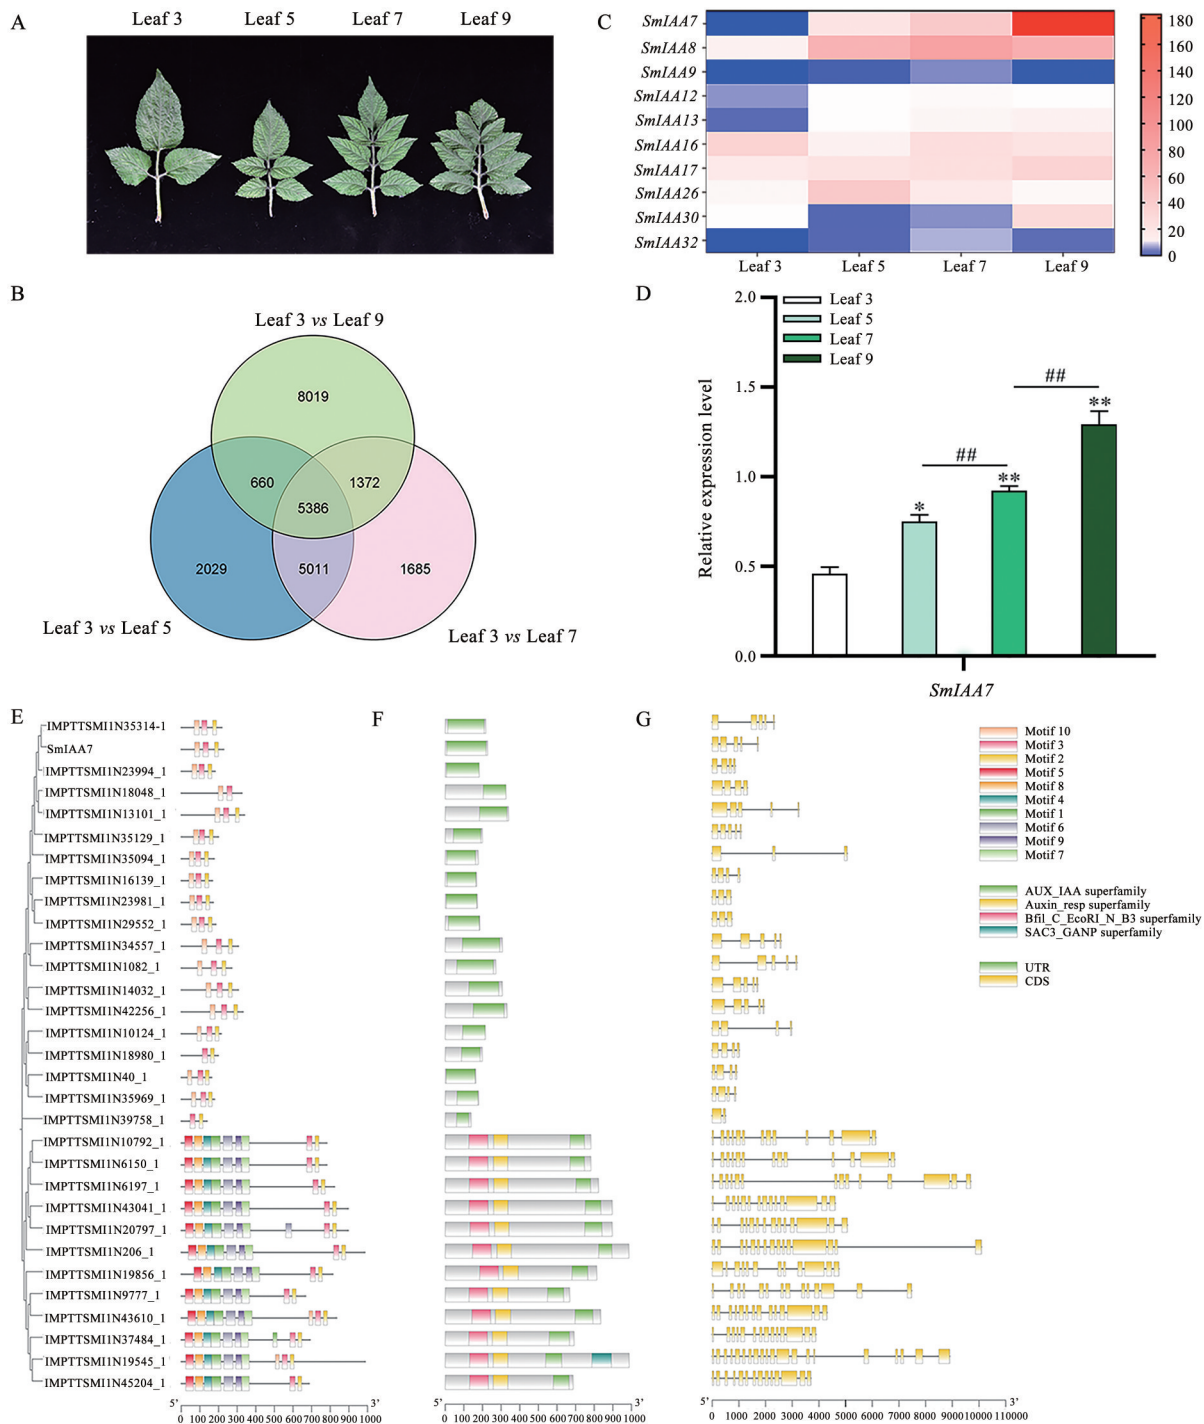 A
Leaf 3 Leaf 5 Leaf 7 Leaf 9
C
SmIAA7
SmIAA8
SmIAA9
SmIAA12
SmIAA13
SmIAA16
SmIAA17
SmIAA26
SmIAA30
SmIAA32
Leaf 3 Leaf 5 Leaf 7 Leaf 9
180
160
140
120
100
80
60
40
20
0
B
Leaf 3 vs Leaf 9
8019
660
1372
5386
2029
5011
1685
Leaf 3 vs Leaf 5
Leaf 3 vs Leaf 7
D
Relative expression level
2.0
1.5
1.0
0.5
0.0
Leaf 3
Leaf 5
Leaf 7
Leaf 9
*
##
**
##
**
SmIAA7
E
IMPTTSMI1N35314-1
SmIAA7
IMPTTSMI1N23994_1
IMPTTSMI1N18048_1
IMPTTSMI1N13101_1
IMPTTSMI1N35129_1
IMPTTSMI1N35094_1
IMPTTSMI1N16139_1
IMPTTSMI1N23981_1
IMPTTSMI1N29552_1
IMPTTSMI1N34557_1
IMPTTSMI1N1082_1
IMPTTSMI1N14032_1
IMPTTSMI1N42256_1
IMPTTSMI1N10124_1
IMPTTSMI1N18980_1
IMPTTSMI1N40_1
IMPTTSMI1N35969_1
IMPTTSMI1N39758_1
IMPTTSMI1N10792_1
IMPTTSMI1N6150_1
IMPTTSMI1N6197_1
IMPTTSMI1N43041_1
IMPTTSMI1N20797_1
IMPTTSMI1N206_1
IMPTTSMI1N19856_1
IMPTTSMI1N9777_1
IMPTTSMI1N43610_1
IMPTTSMI1N37484_1
IMPTTSMI1N19545_1
IMPTTSMI1N45204_1
5’ 3’
0 100 200 300 400 500 600 700 800 900 1000
F
5’ 3’
0 100 200 300 400 500 600 700 800 900 1000
G
5’ 3’
0 1000 2000 3000 4000 5000 6000 7000 8000 9000 10000 11000
Motif 10
Motif 3
Motif 2
Motif 5
Motif 8
Motif 4
Motif 1
Motif 6
Motif 9
Motif 7
AUX_IAA superfamily
Auxin_resp superfamily
Bfil_C_EcoRI_N_B3 superfamily
SAC3_GANP superfamily
UTR
CDS